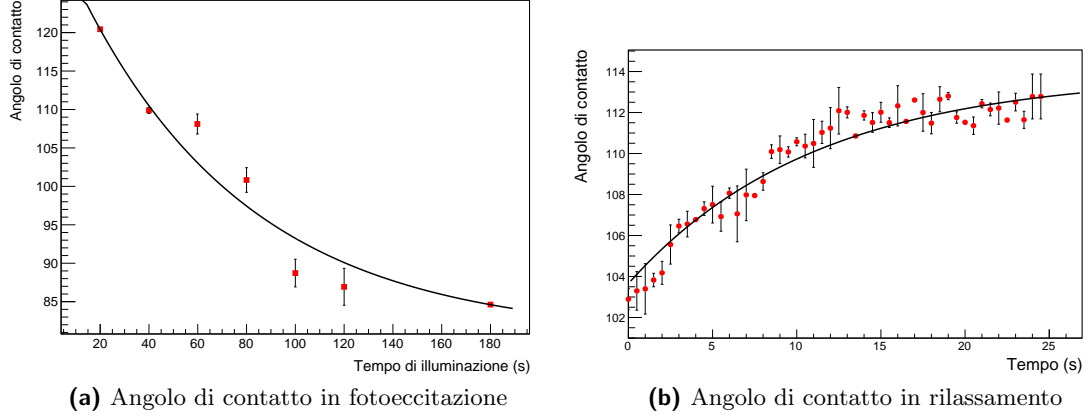 Angolo di contatto
120
115
110
105
100
95
90
85
20 40 60 80 100 120 140 160 180
Tempo di illuminazione (s)
(a) Angolo di contatto in fotoeccitazione
Angolo di contatto
114
112
110
108
106
104
102
0 5 10 15 20 25
Tempo (s)
(b) Angolo di contatto in rilassamento